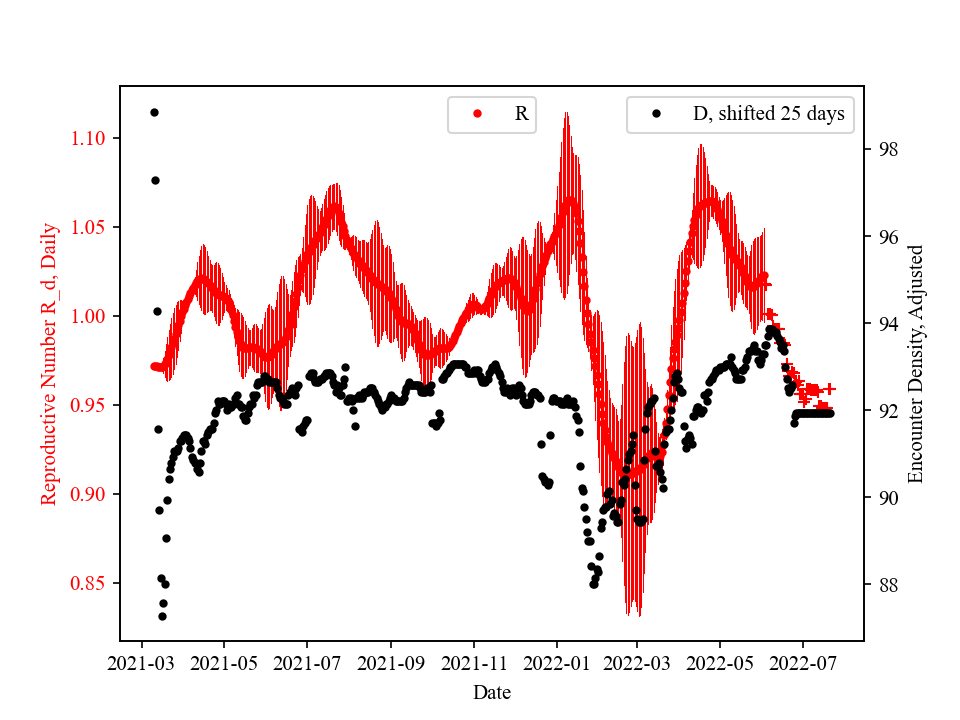 R
D, shifted 25 days
1.10
1.05
1.00
0.95
0.90
0.85
Reproductive Number R_d, Daily
98
96
94
92
90
88
Encounter Density, Adjusted
2021-03 2021-05 2021-07 2021-09 2021-11 2022-01 2022-03 2022-05 2022-07
Date